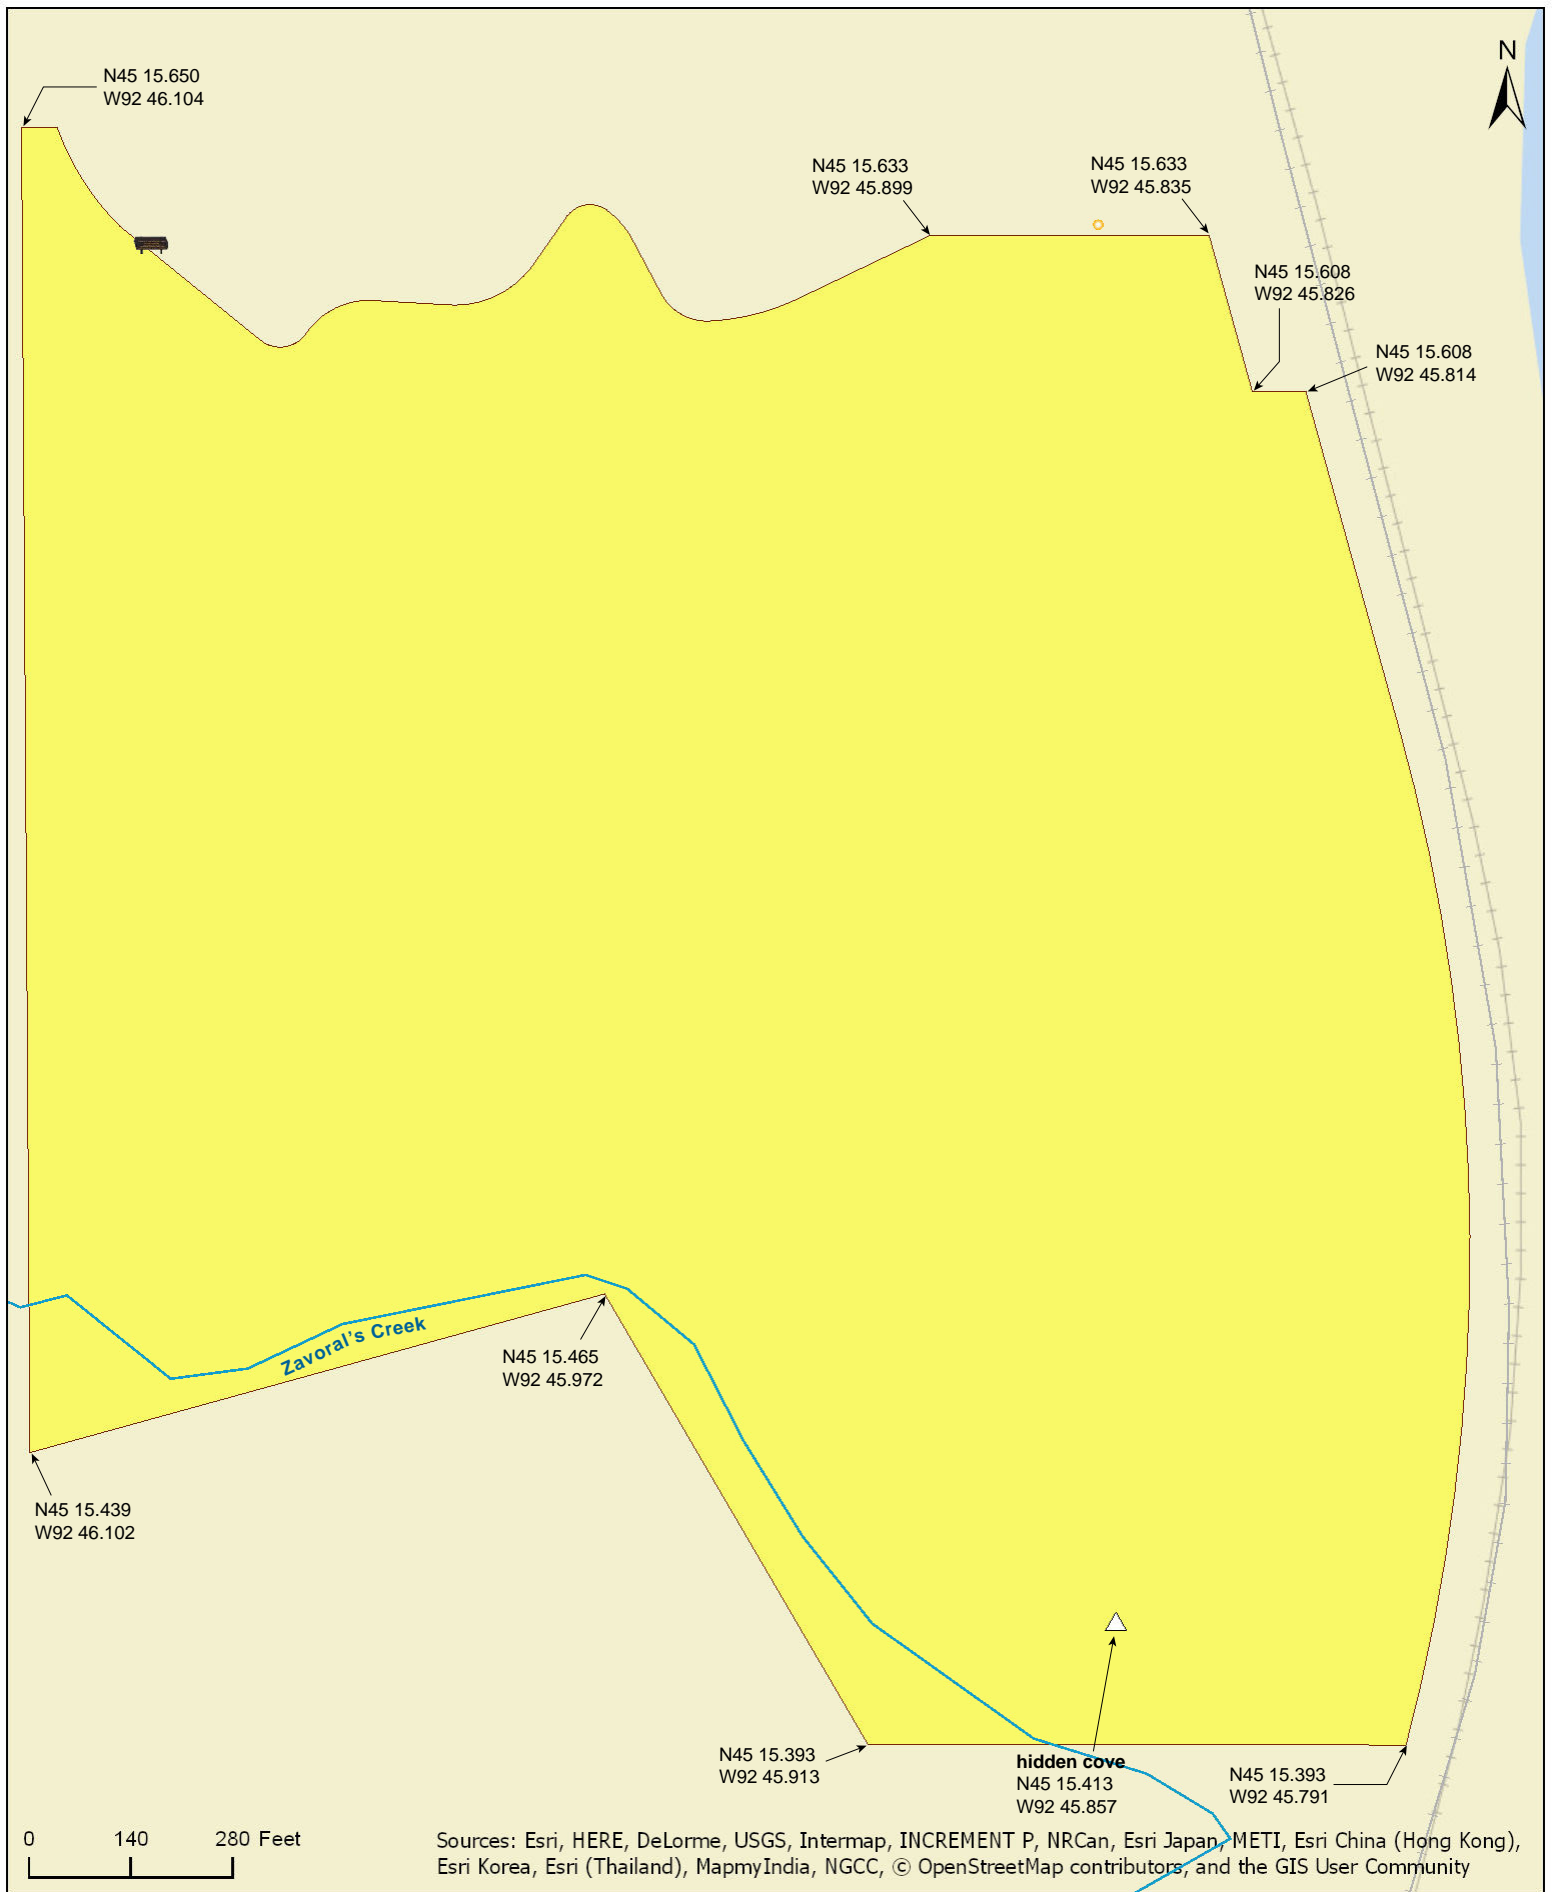 N
N45 15.650
W92 46.104
N45 15.633
W92 45.899
N45 15.633
W92 45.835
N45 15.608
W92 45.826
N45 15.608
W92 45.814
Zavoral's Creek
N45 15.465
W92 45.972
N45 15.439
W92 46.102
N45 15.393
W92 45.913
hidden cove
N45 15.413
W92 45.857
N45 15.393
W92 45.791
0 140 280 Feet
Sources: Esri, HERE, DeLorme, USGS, Intermap, INCREMENT P, NRCan, Esri Japan, METI, Esri China (Hong Kong),
Esri Korea, Esri (Thailand), MapmyIndia, NGCC, © OpenStreetMap contributors, and the GIS User Community